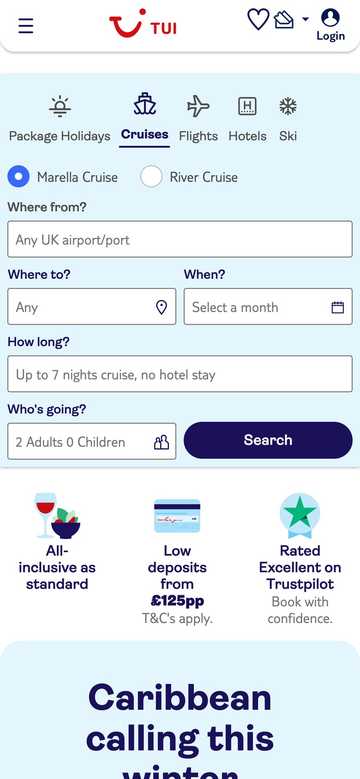 TUI
Login
Package Holidays
Cruises
Flights
Hotels
Ski
Marella Cruise
River Cruise
Where from?
Any UK airport/port
Where to?
When?
Any
Select a month
How long?
Up to 7 nights cruise, no hotel stay
Who's going?
2 Adults 0 Children
Search
All-
inclusive as
standard
Low
deposits
from
£125pp
T&C's apply.
Rated
Excellent on
Trustpilot
Book with
confidence.
Caribbean
calling this
winter